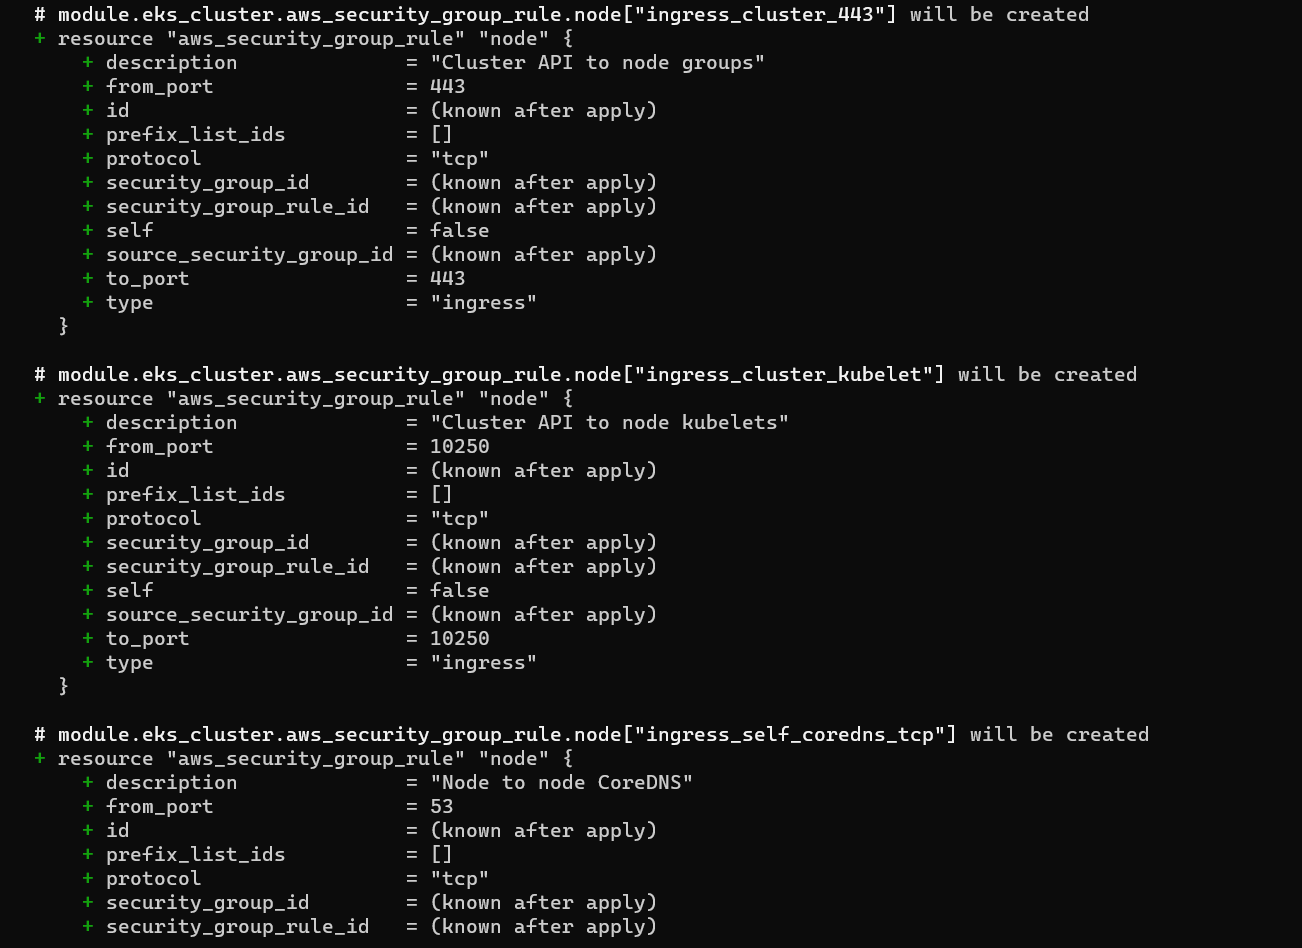 # module.eks_cluster.aws_security_group_rule.node["ingress_cluster_443"] will be created
+ resource "aws_security_group_rule" "node" {
+ description = "Cluster API to node groups"
+ from_port = 443
+ id = (known after apply)
+ prefix_list_ids = []
+ protocol = "tcp"
+ security_group_id = (known after apply)
+ security_group_rule_id = (known after apply)
+ self = false
+ source_security_group_id = (known after apply)
+ to_port = 443
+ type = "ingress"
}
# module.eks_cluster.aws_security_group_rule.node["ingress_cluster_kubelet"] will be created
+ resource "aws_security_group_rule" "node" {
+ description = "Cluster API to node kubelets"
+ from_port = 10250
+ id = (known after apply)
+ prefix_list_ids = []
+ protocol = "tcp"
+ security_group_id = (known after apply)
+ security_group_rule_id = (known after apply)
+ self = false
+ source_security_group_id = (known after apply)
+ to_port = 10250
+ type = "ingress"
}
# module.eks_cluster.aws_security_group_rule.node["ingress_self_coredns_tcp"] will be created
+ resource "aws_security_group_rule" "node" {
+ description = "Node to node CoreDNS"
+ from_port = 53
+ id = (known after apply)
+ prefix_list_ids = []
+ protocol = "tcp"
+ security_group_id = (known after apply)
+ security_group_rule_id = (known after apply)